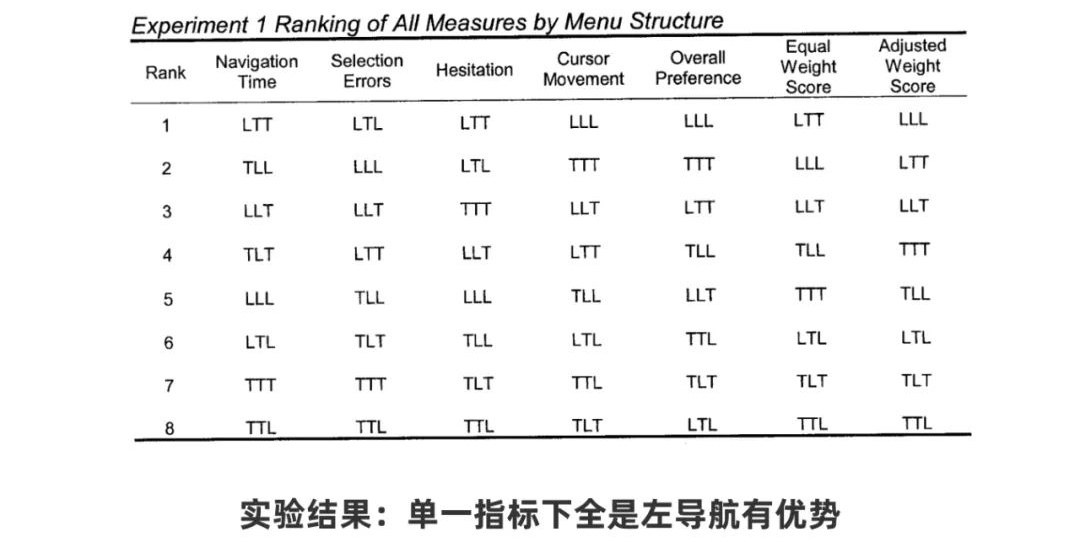 Experiment 1 Ranking of All Measures by Menu Structure
Rank Navigation Time Selection Errors Hesitation Cursor Movement Overall Preference Equal Weight Score Adjusted Weight Score
1 LTT LTL LTT LLL LLL LTT LLL
2 TLL LLL LTL TTT TTT LLL LTT
3 LLT LLT TTT LLT LTT LLT LLT
4 TLT LTT LLT LTT TLL TLL TTT
5 LLL TLL LLL TLL LLT TTT TLL
6 LTL TLT TLL LTL TTL LTL LTL
7 TTT TTT TLT TTL TLT TLT TLT
8 TTL TTL TTL TLT LTL TTL TTL
实验结果：单一指标下全是左导航有优势